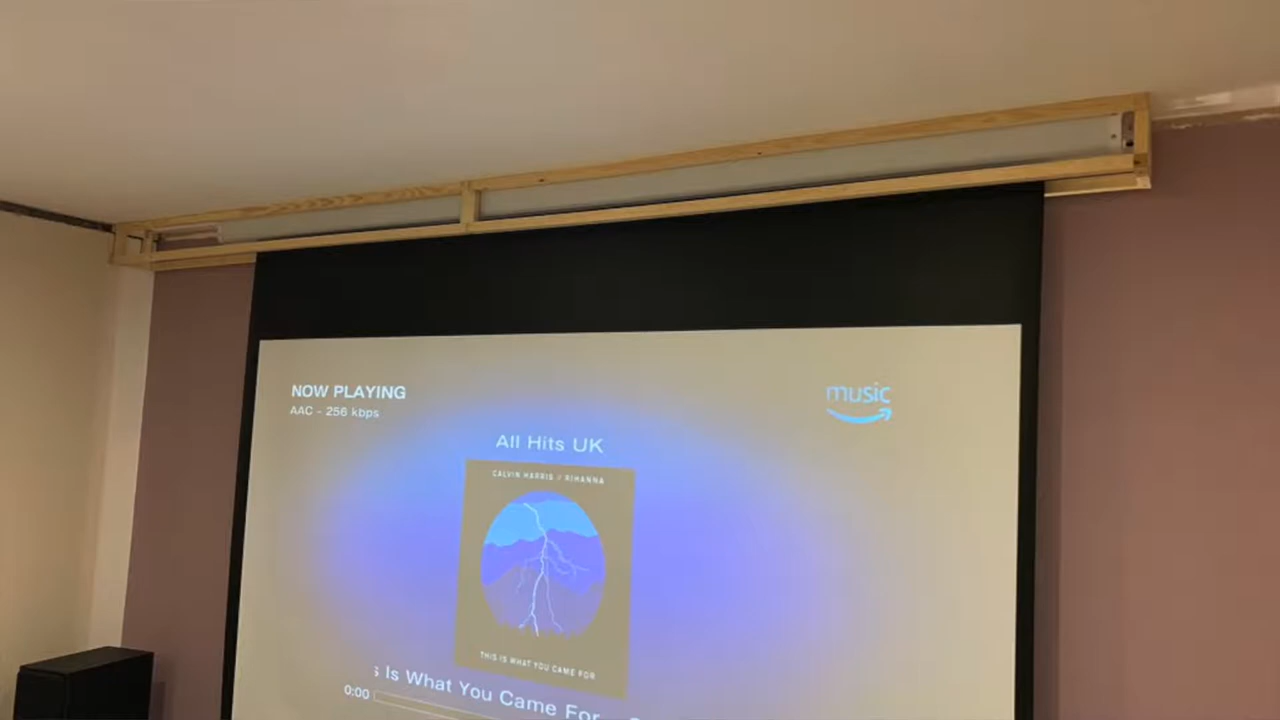 NOW PLAYING
AAC - 256 kbps
music
All Hits UK
CALVIN HARRIS // RIHANNA
THIS IS WHAT YOU CAME FOR
s Is What You Came For
0:00